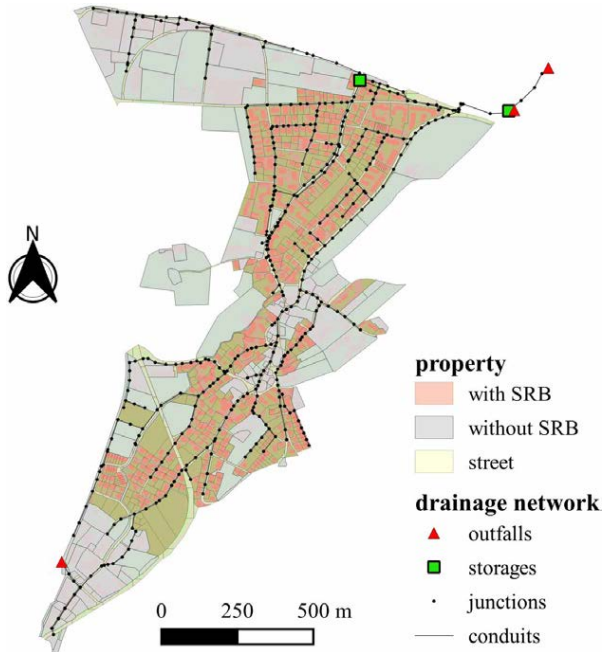 N
property
with SRB
without SRB
street
drainage network
outfalls
storages
junctions
conduits
0 250 500 m